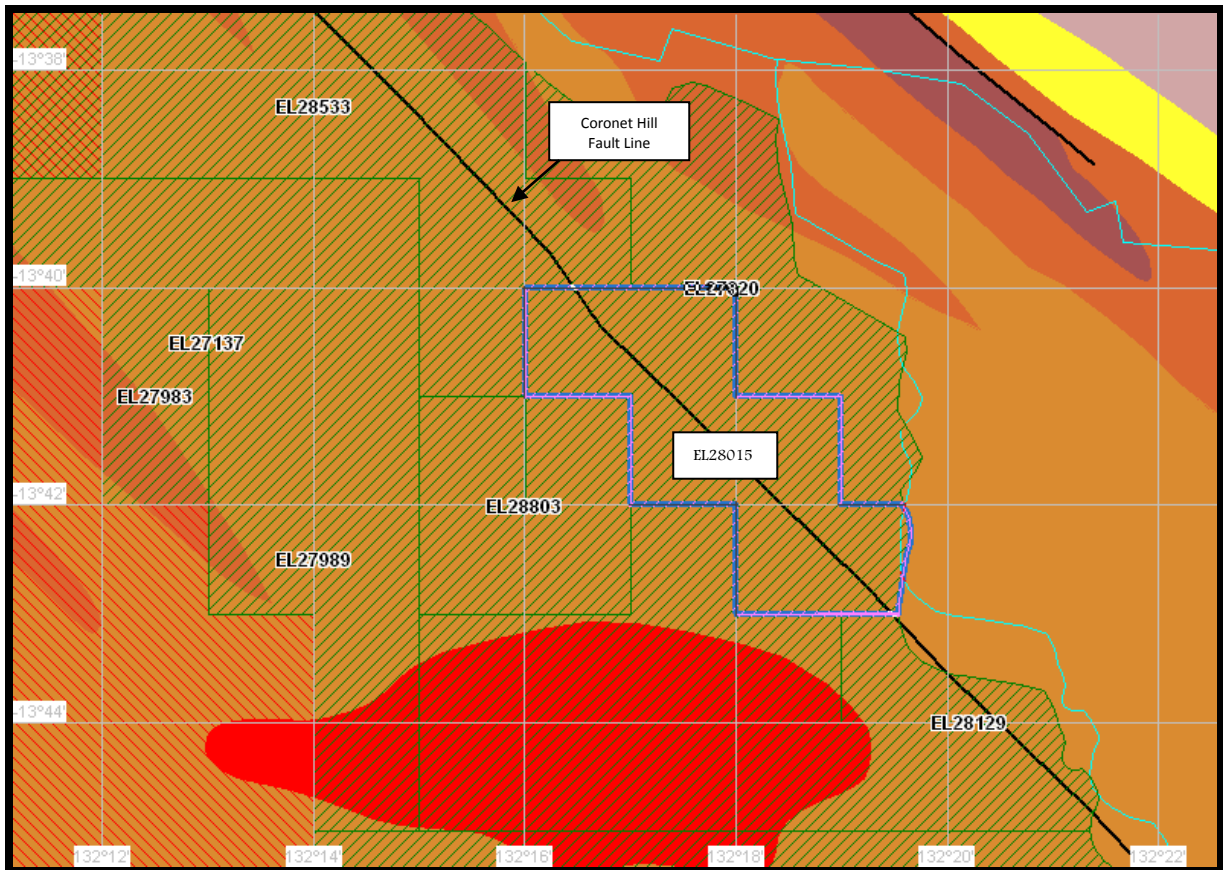 -13°38'
EL28533
Coronet Hill
Fault Line
-13°40'
EL27820
EL27137
EL27983
EL28015
-13°42'
EL28803
EL27989
-13°44'
EL28129
132°12'
132°14'
132°16'
132°18'
132°20'
132°22'